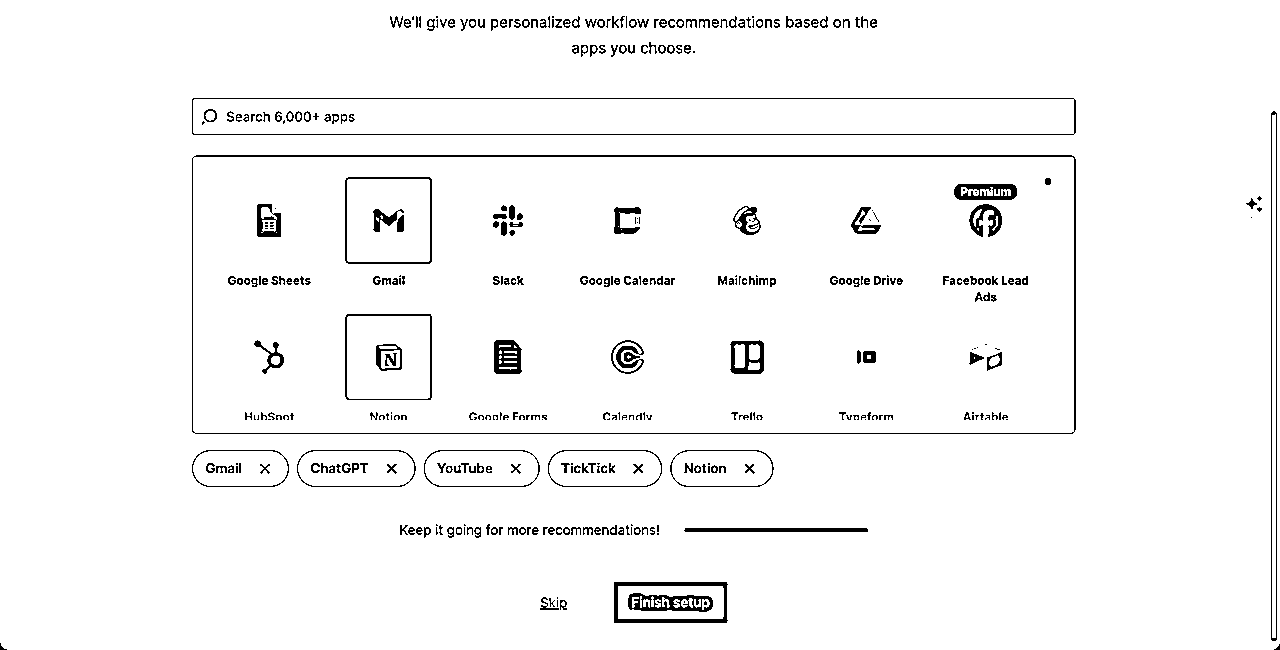 We'll give you personalized workflow recommendations based on the
apps you choose.
Search 6,000+ apps
Premium
Google Sheets
Gmail
Slack
Google Calendar
Mailchimp
Google Drive
Facebook Lead
Ads
HubSpot
Notion
Google Forms
Calendly
Trello
Typeform
Airtable
Gmail
ChatGPT
YouTube
TickTick
Notion
Keep it going for more recommendations!
Skip
Finish setup